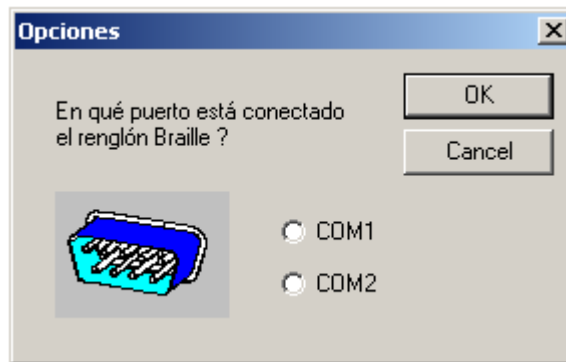 Opciones
En qué puerto está conectado
el renglón Braille ?
OK
Cancel
COM1
COM2